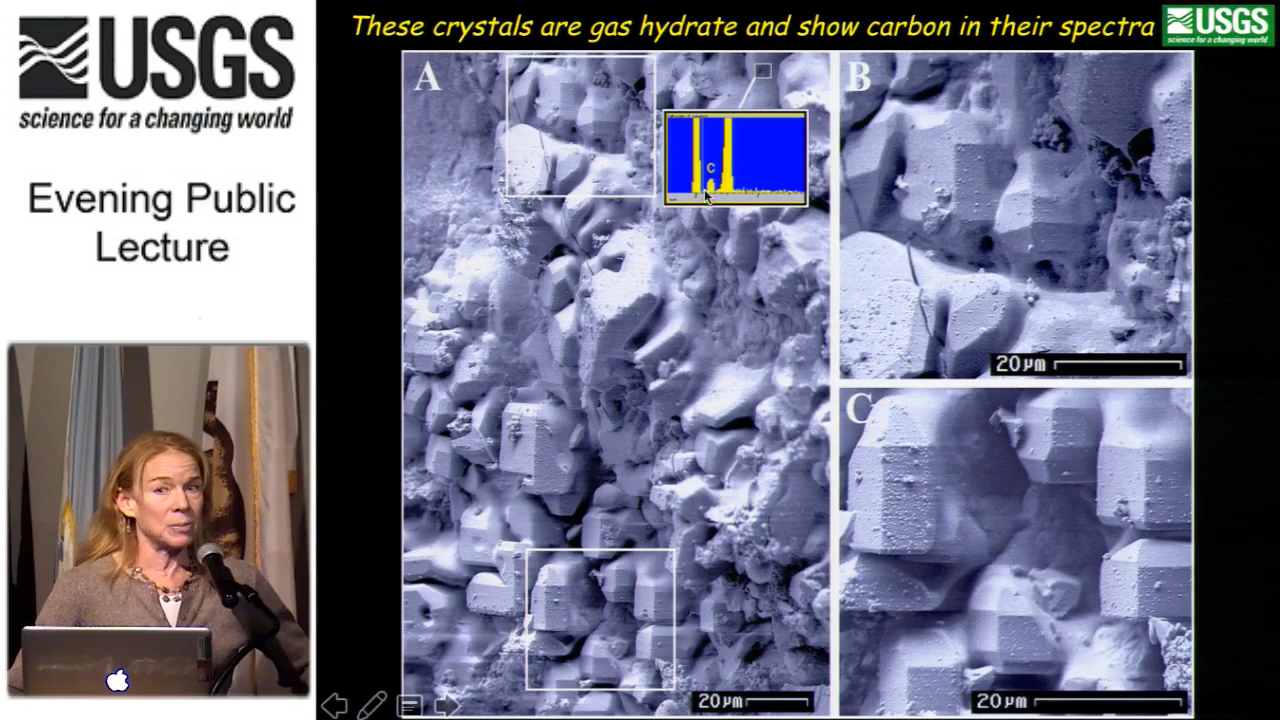 USGS
science for a changing world
Evening Public
Lecture
These crystals are gas hydrate and show carbon in their spectra
USGS
science for a changing world
A
C
20µm
B
20µm
C
20µm